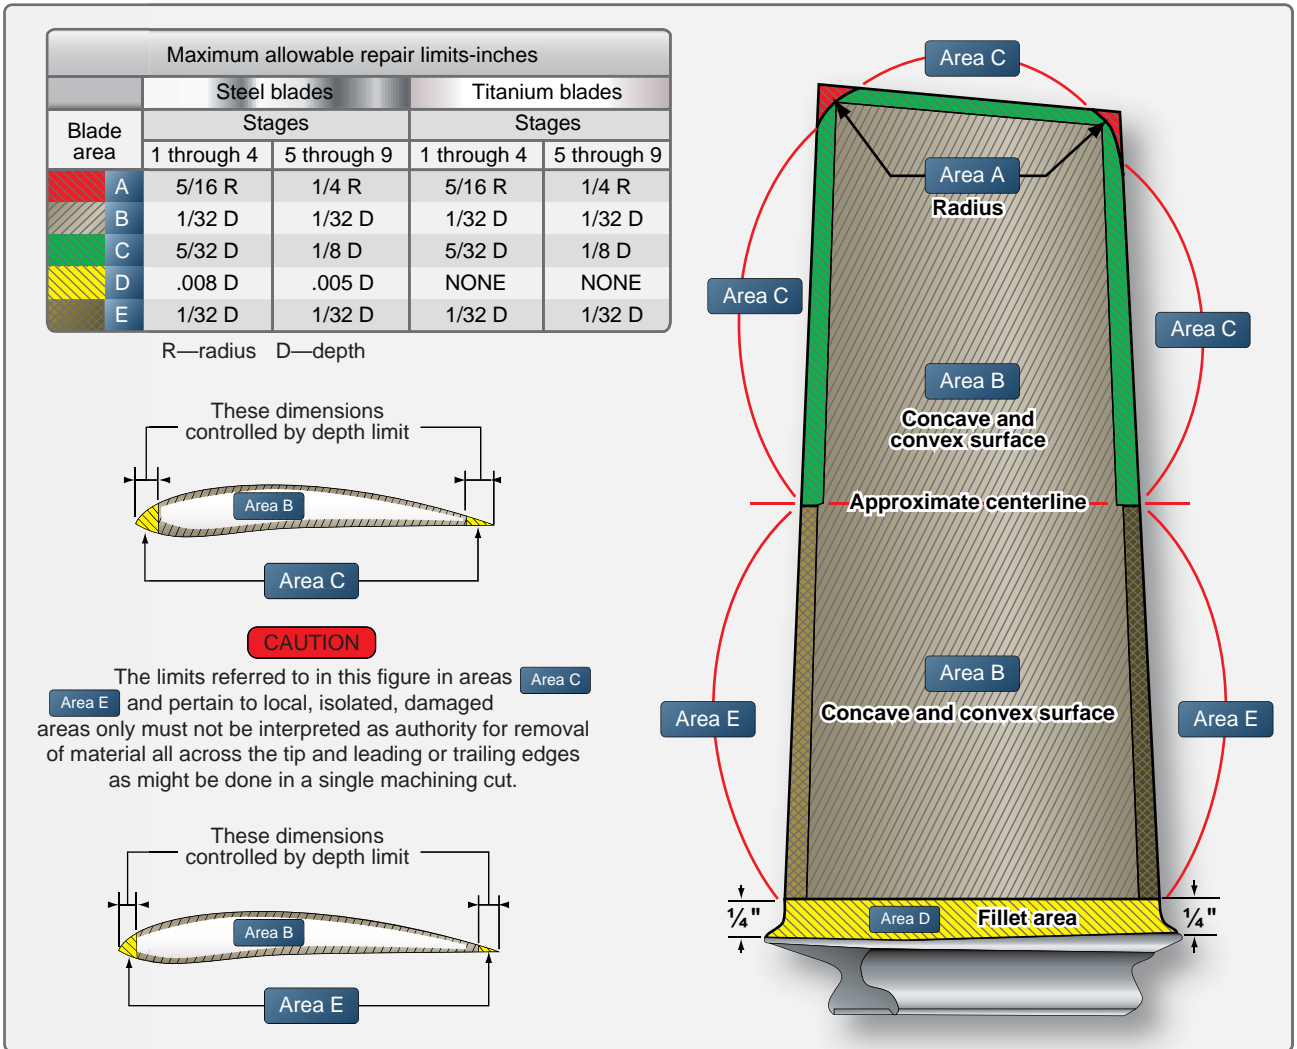 Maximum allowable repair limits-inches
Steel blades Titanium blades
Blade area Stages Stages
1 through 4 5 through 9 1 through 4 5 through 9
A 5/16 R 1/4 R 5/16 R 1/4 R
B 1/32 D 1/32 D 1/32 D 1/32 D
C 5/32 D 1/8 D 5/32 D 1/8 D
D .008 D .005 D NONE NONE
E 1/32 D 1/32 D 1/32 D 1/32 D
R—radius D—depth
These dimensions
controlled by depth limit
Area B
Area C
CAUTION
The limits referred to in this figure in areas Area C
Area E and pertain to local, isolated, damaged
areas only must not be interpreted as authority for removal
of material all across the tip and leading or trailing edges
as might be done in a single machining cut.
These dimensions
controlled by depth limit
Area B
Area E
Area C
Area A
Radius
Area C
Area C
Area B
Concave and
convex surface
Approximate centerline
Area B
Concave and convex surface
Area E
Area E
¼"
Area D Fillet area
¼"